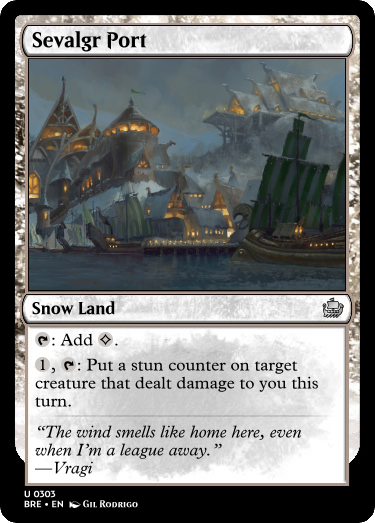 Sevalgr Port
Snow Land
: Add .
1, : Put a stun counter on target
creature that dealt damage to you this
turn.
“The wind smells like home here, even
when I’m a league away.”
—Vragi
U 0303
BRE • EN Gil Rodrigo